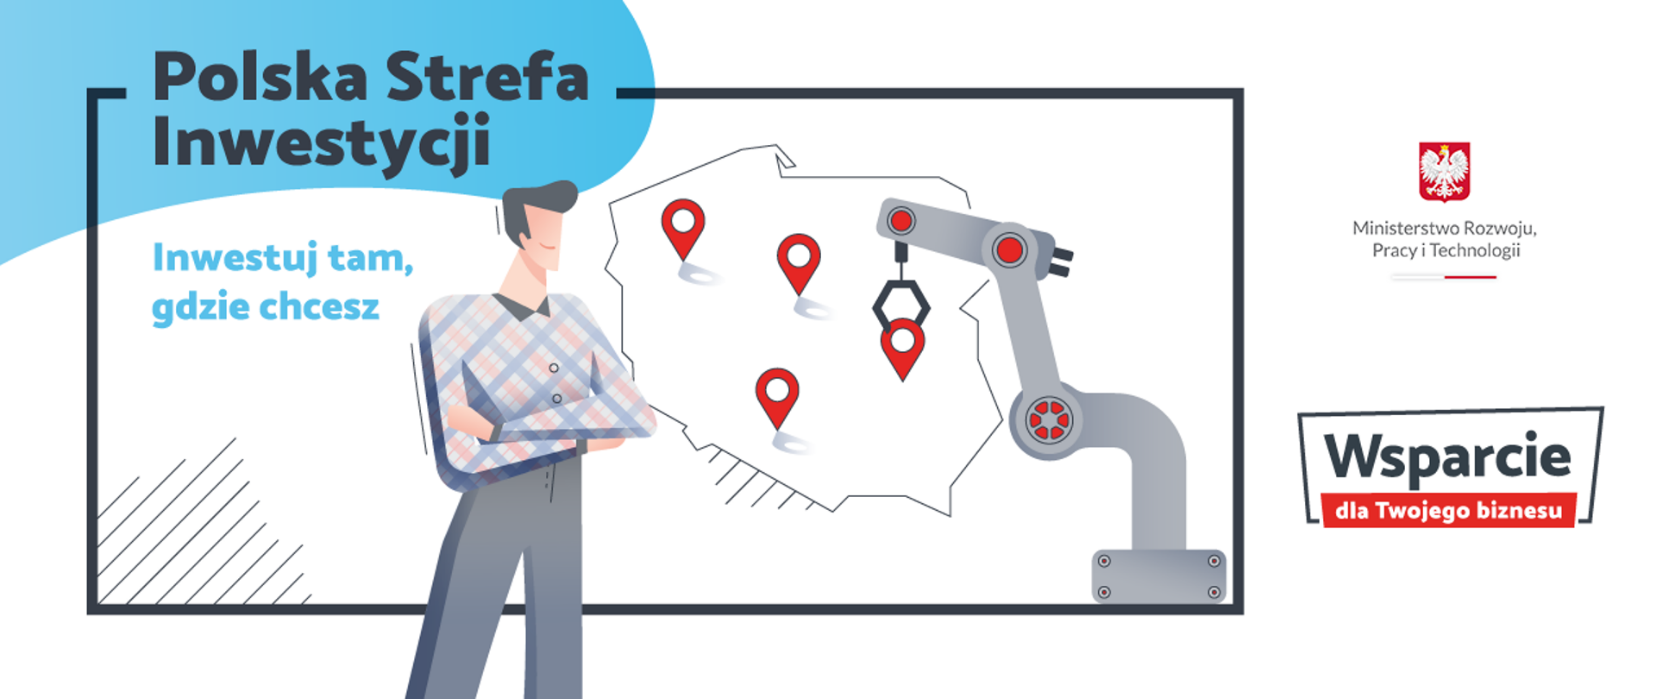 Polska Strefa
Inwestycji
Inwestuj tam,
gdzie chcesz
Ministerstwo Rozwoju,
Pracy i Technologii
Wsparcie
dla Twojego biznesu